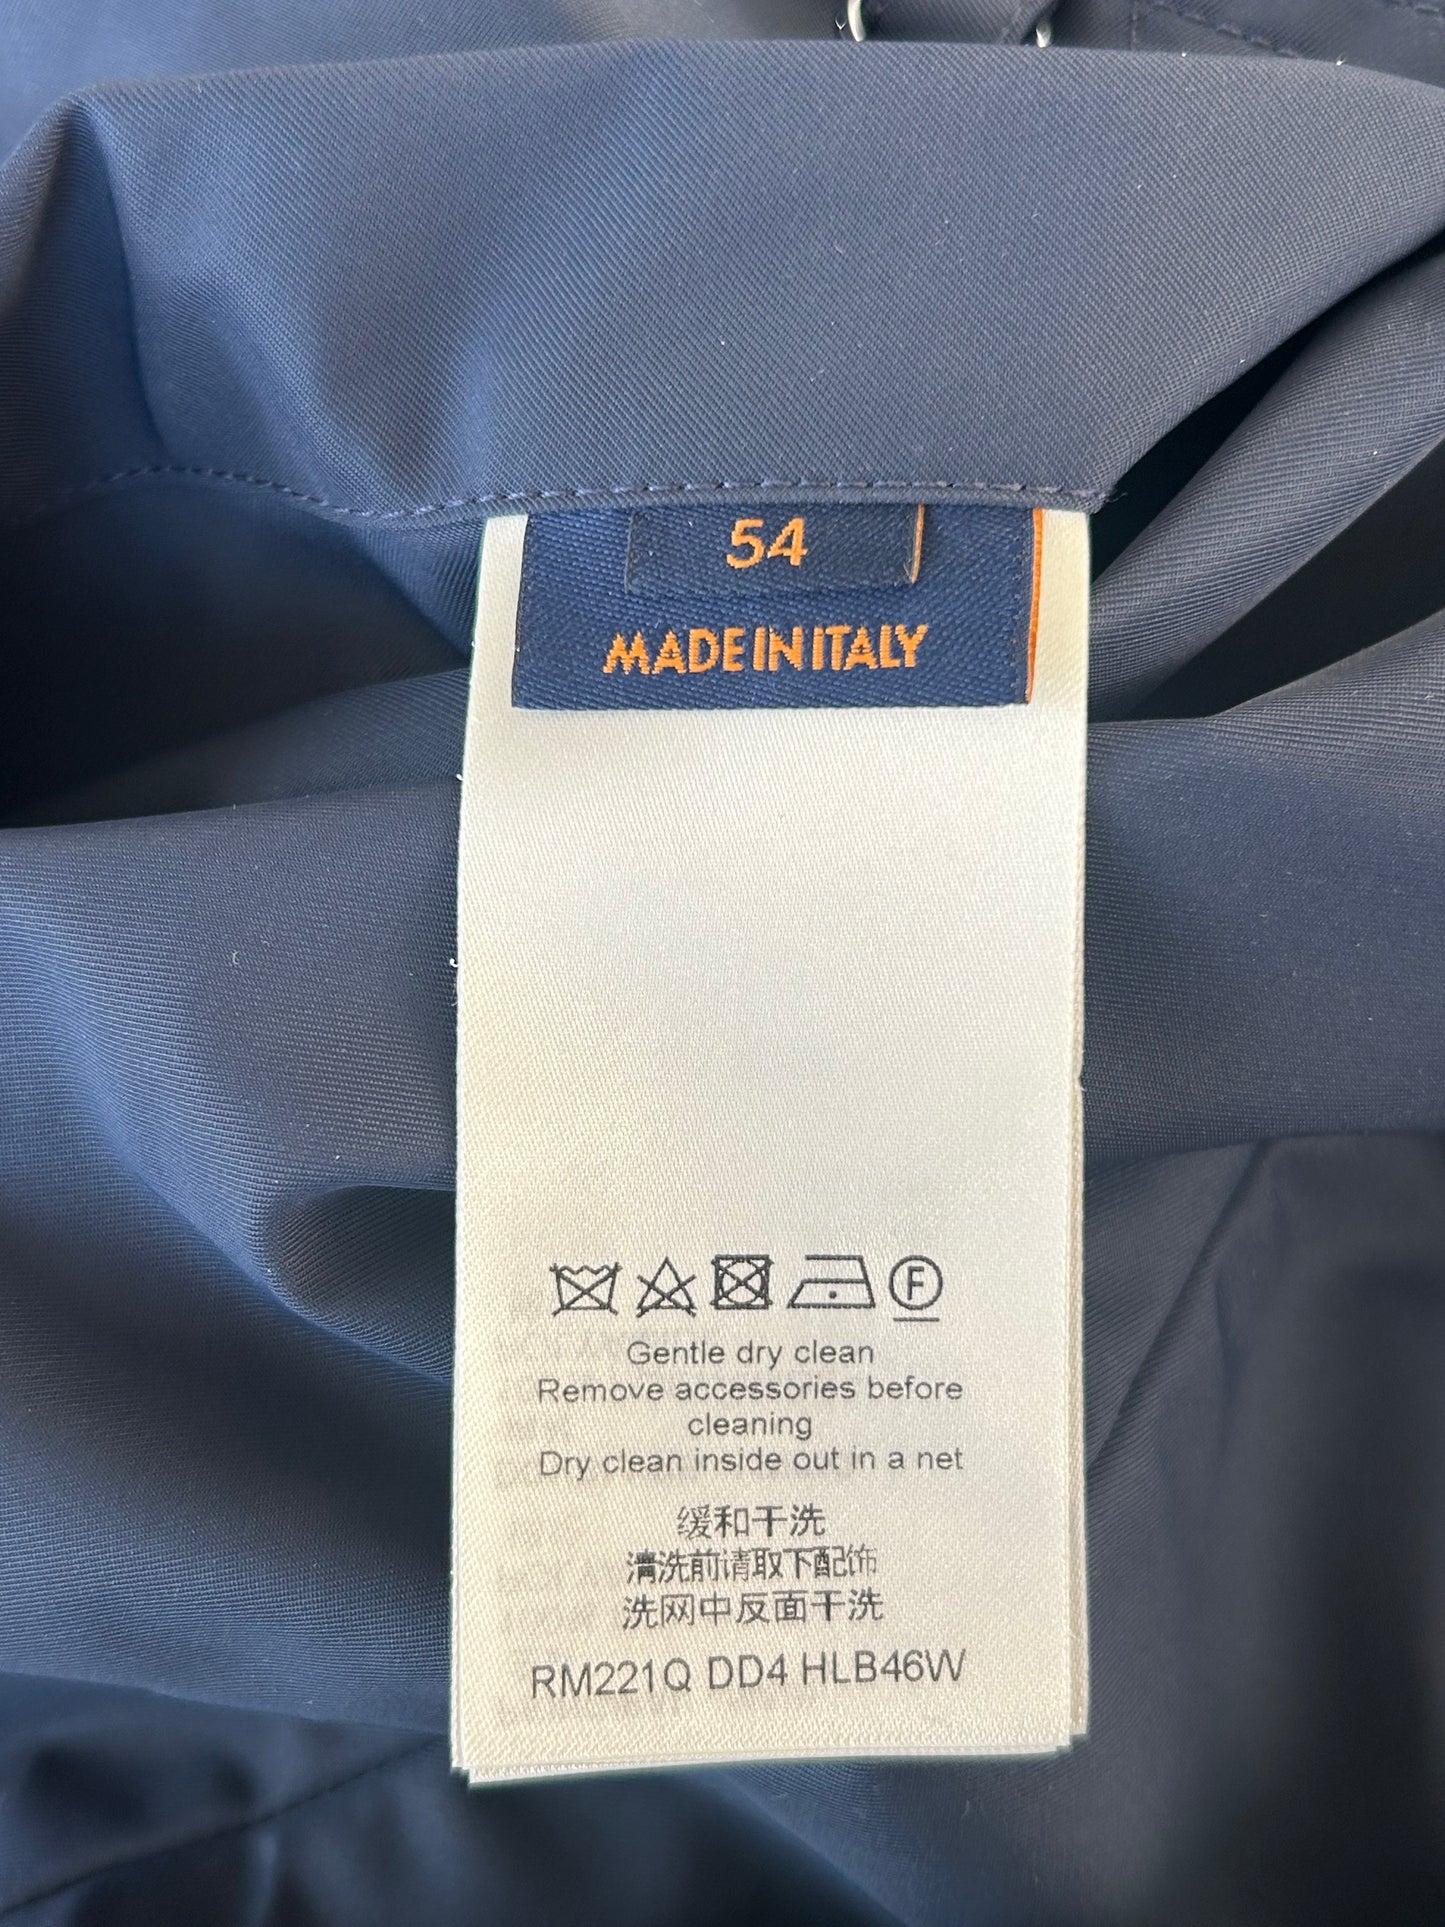 54
MADE IN ITALY
F
Gentle dry clean
Remove accessories before
cleaning
Dry clean inside out in a net
缓和干洗
清洗前请取下配饰
洗网中反面干洗
RM221Q DD4 HLB46W